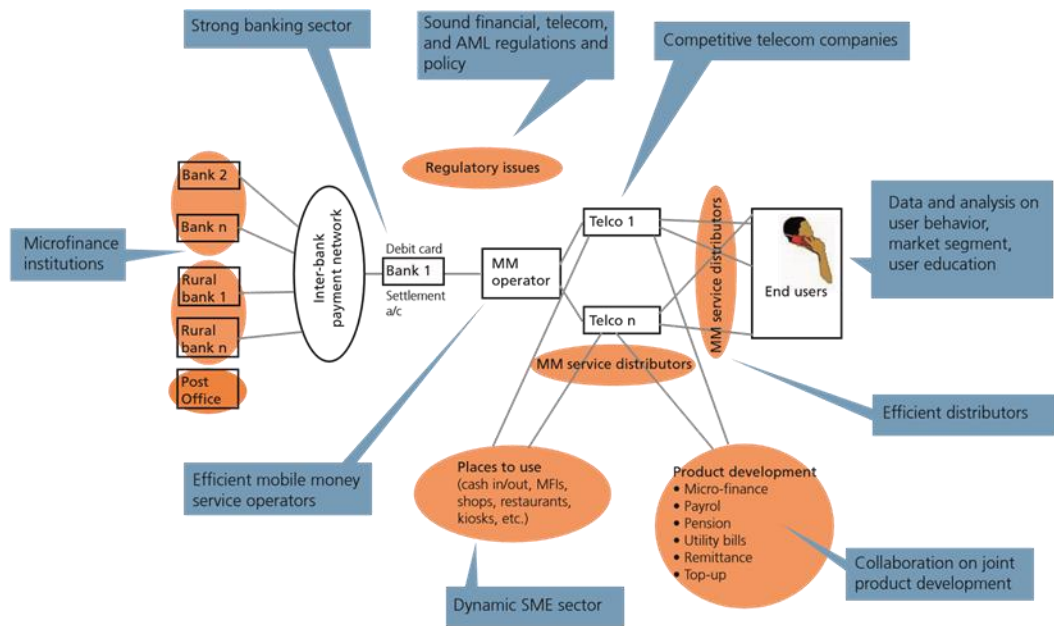 Strong banking sector
Sound financial, telecom,
and AML regulations and
policy
Competitive telecom companies
Regulatory issues
Bank 2
Bank n
Microfinance
institutions
Rural
bank 1
Rural
bank n
Post
Office
Inter-bank
payment network
Debit card
Bank 1
Settlement
a/c
MM
operator
Telco 1
Telco n
MM service distributors
MM service distributors
End users
Data and analysis on
user behavior,
market segment,
user education
Efficient distributors
Efficient mobile money
service operators
Places to use
(cash in/out, MFIs,
shops, restaurants,
kiosks, etc.)
Product development
• Micro-finance
• Payrol
• Pension
• Utility bills
• Remittance
• Top-up
Collaboration on joint
product development
Dynamic SME sector